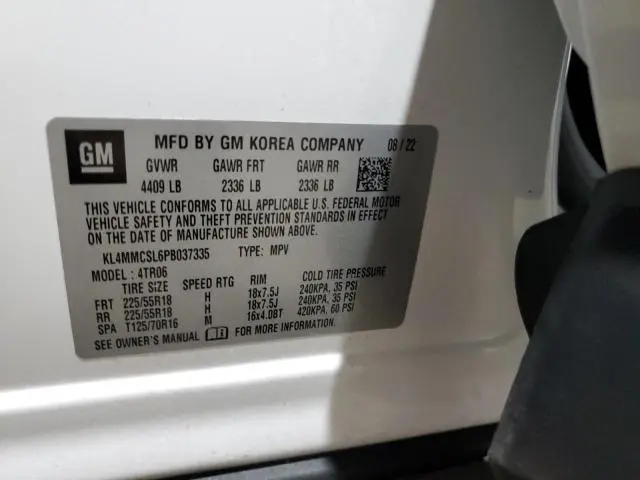 GM
MFD BY GM KOREA COMPANY 08/22
GVWR GAWR FRT GAWR RR
4409 LB 2336 LB 2336 LB
THIS VEHICLE CONFORMS TO ALL APPLICABLE U.S. FEDERAL MOTOR
VEHICLE SAFETY AND THEFT PREVENTION STANDARDS IN EFFECT
ON THE DATE OF MANUFACTURE SHOWN ABOVE.
KL4MMCSL6PB037335 TYPE: MPV
MODEL: 4TR06
TIRE SIZE SPEED RTG RIM COLD TIRE PRESSURE
FRT 225/55R18 H 18x7.5J 240KPA, 35 PSI
RR 225/55R18 H 18x7.5J 240KPA, 35 PSI
SPA T125/70R16 M 16x4.0BT 420KPA, 60 PSI
SEE OWNER'S MANUAL FOR MORE INFORMATION.